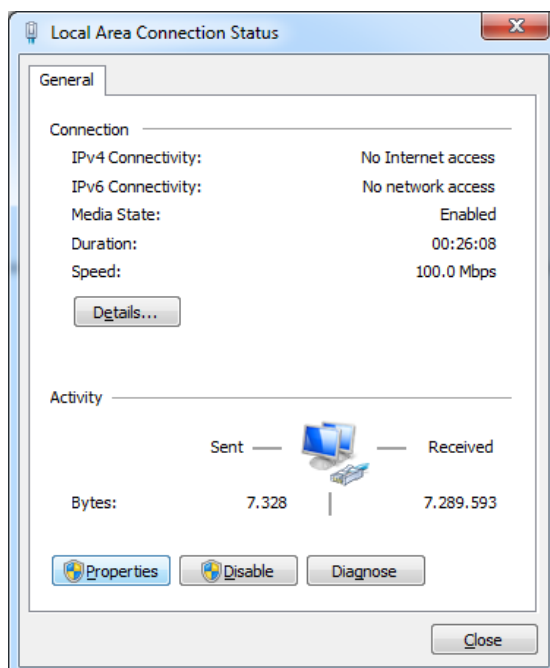 Local Area Connection Status
General
Connection
IPv4 Connectivity: No Internet access
IPv6 Connectivity: No network access
Media State: Enabled
Duration: 00:26:08
Speed: 100.0 Mbps
Details...
Activity
Sent Received
Bytes: 7.328 7.289.593
Properties Disable Diagnose
Close